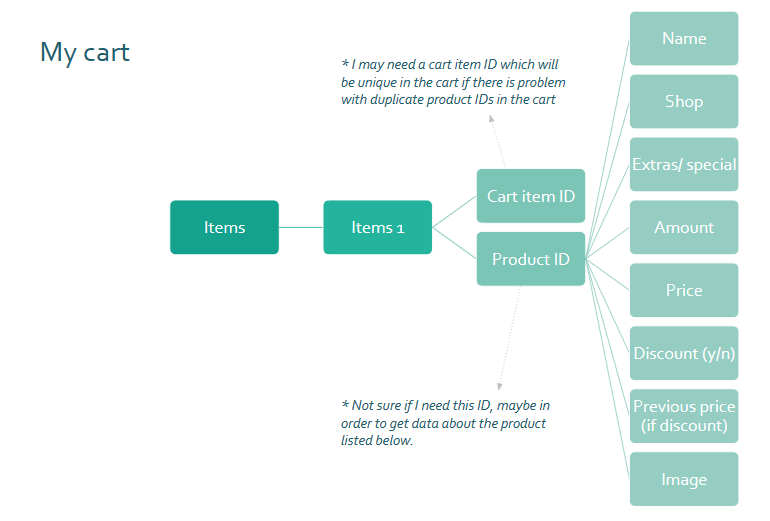 My cart
* I may need a cart item ID which will
be unique in the cart if there is problem
with duplicate product IDs in the cart
Items
Items 1
Cart item ID
Product ID
Name
Shop
Extras/ special
Amount
Price
Discount (y/n)
Previous price
(if discount)
Image
* Not sure if I need this ID, maybe in
order to get data about the product
listed below.